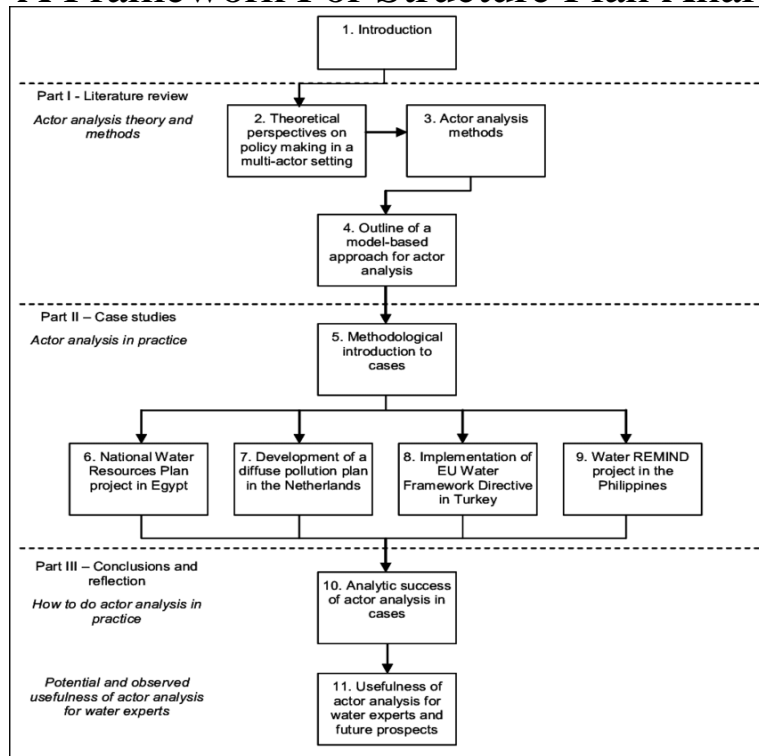 A Framework For Structure Plan
1. Introduction
Part I - Literature review
Actor analysis theory and
methods
2. Theoretical
perspectives on
policy making in a
multi-actor setting
3. Actor analysis
methods
4. Outline of a
model-based
approach for actor
analysis
Part II – Case studies
Actor analysis in practice
5. Methodological
introduction to
cases
6. National Water
Resources Plan
project in Egypt
7. Development of a
diffuse pollution plan
in the Netherlands
8. Implementation of
EU Water
Framework Directive
in Turkey
9. Water REMIND
project in the
Philippines
Part III – Conclusions and
reflection
How to do actor analysis in
practice
10. Analytic success
of actor analysis in
cases
Potential and observed
usefulness of actor analysis
for water experts
11. Usefulness of
actor analysis for
water experts and
future prospects